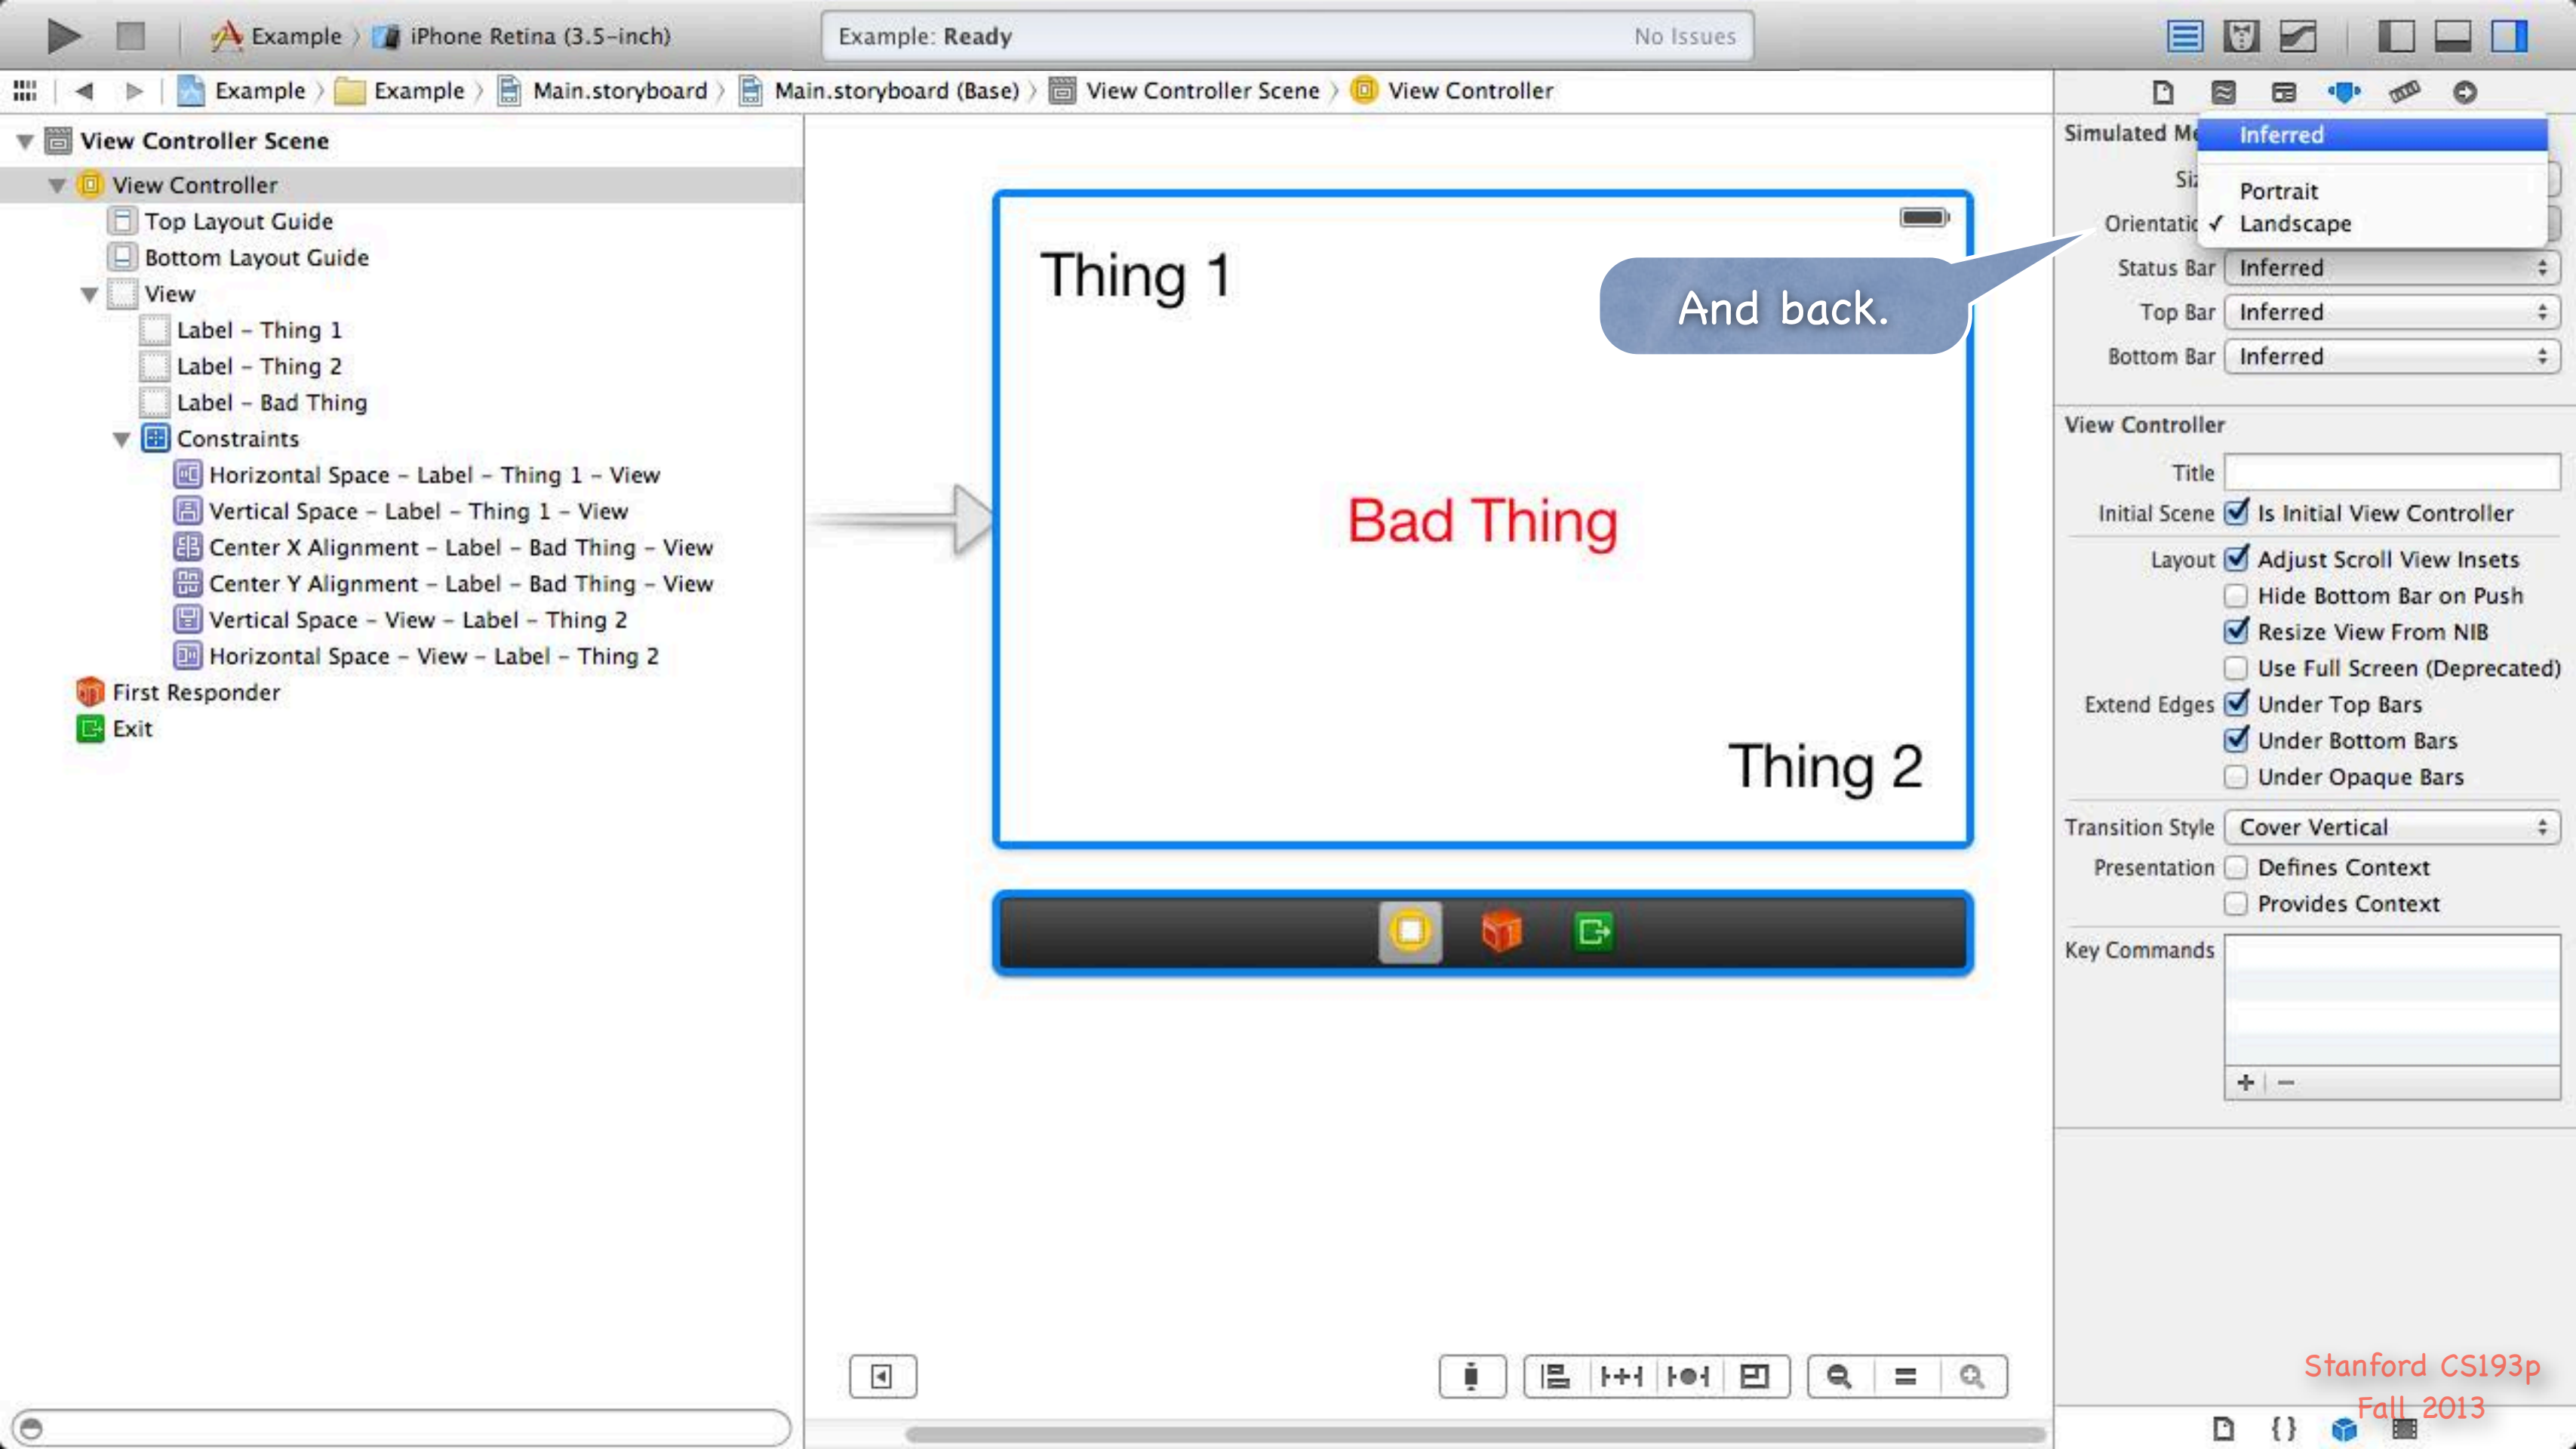 Example
iPhone Retina (3.5-inch)
Example: Ready
No Issues
Example
Example
Main.storyboard
Main.storyboard (Base)
View Controller Scene
View Controller
View Controller Scene
View Controller
Top Layout Guide
Bottom Layout Guide
View
Label – Thing 1
Label – Thing 2
Label – Bad Thing
Constraints
Horizontal Space – Label – Thing 1 – View
Vertical Space – Label – Thing 1 – View
Center X Alignment – Label – Bad Thing – View
Center Y Alignment – Label – Bad Thing – View
Vertical Space – View – Label – Thing 2
Horizontal Space – View – Label – Thing 2
First Responder
Exit
Thing 1
And back.
Bad Thing
Thing 2
Simulated Me
Inferred
Siz
Portrait
Orientatio
✓ Landscape
Status Bar Inferred
Top Bar Inferred
Bottom Bar Inferred
View Controller
Title
Initial Scene Is Initial View Controller
Layout Adjust Scroll View Insets
Hide Bottom Bar on Push
Resize View From NIB
Use Full Screen (Deprecated)
Extend Edges Under Top Bars
Under Bottom Bars
Under Opaque Bars
Transition Style Cover Vertical
Presentation Defines Context
Provides Context
Key Commands
Stanford CS193p
Fall 2013